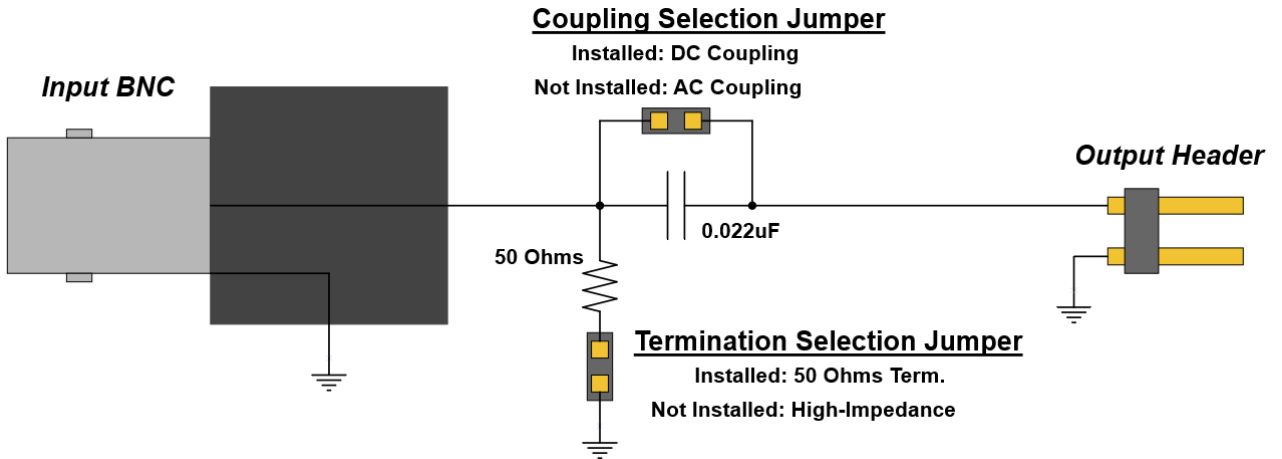 Coupling Selection Jumper
Installed: DC Coupling
Not Installed: AC Coupling
Input BNC
Output Header
0.022uF
50 Ohms
Termination Selection Jumper
Installed: 50 Ohms Term.
Not Installed: High-Impedance